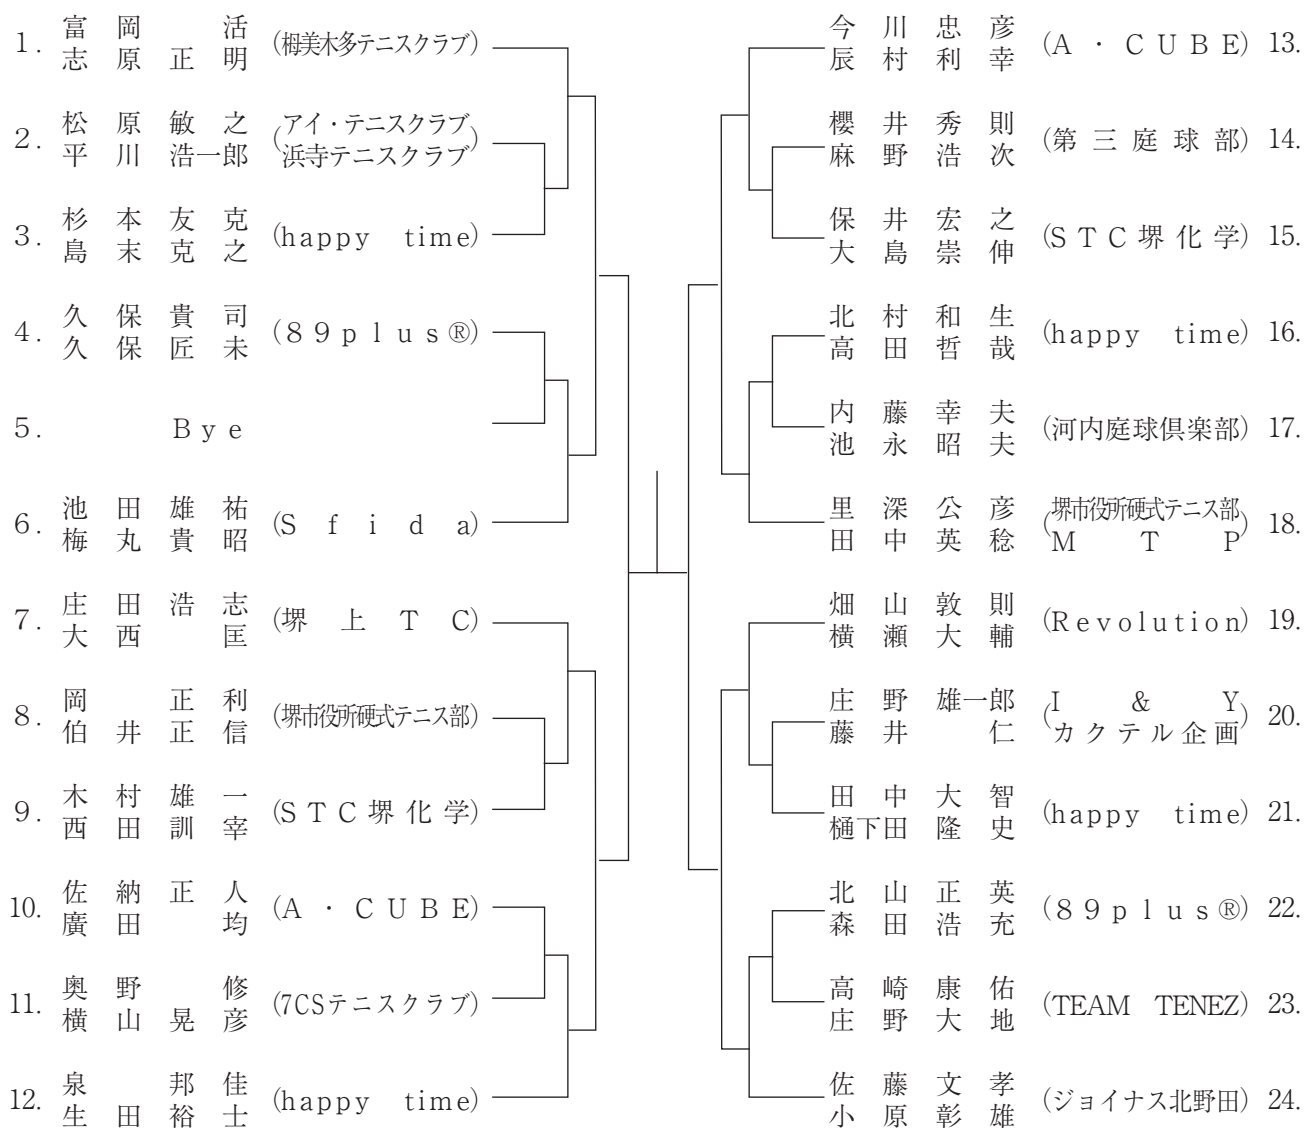 1. 富岡 活 (栂美木多テニスクラブ)
志原正明
2. 松原敏之 (アイ・テニスクラブ
平川浩一郎 浜寺テニスクラブ)
3. 杉本友克 (happy time)
島末克之
4. 久保貴司 (89plus®)
久保匠未
5. Bye
6. 池田雄祐 (Sfida)
梅丸貴昭
7. 庄田浩志 (堺上TC)
大西 匡
8. 岡 正利 (堺市役所硬式テニス部)
伯井正信
9. 木村雄一 (STC堺化学)
西田訓宰
10. 佐納正人 (A・CUBE)
廣田 均
11. 奥野 修 (7CSテニスクラブ)
横山晃彦
12. 泉 邦佳 (happy time)
生田裕士
今川忠彦 (A・CUBE) 13.
辰村利幸
櫻井秀則 (第三庭球部) 14.
麻野浩次
保井宏之 (STC堺化学) 15.
大島崇伸
北村和生 (happy time) 16.
高田哲哉
内藤幸夫 (河内庭球倶楽部) 17.
池永昭夫
里深公彦 (堺市役所硬式テニス部
田中英稔 MTP) 18.
畑山敦則 (Revolution) 19.
横瀬大輔
庄野雄一郎 (I&Y
藤井 仁 カクテル企画) 20.
田中大智 (happy time) 21.
樋下田隆史
北山正英 (89plus®) 22.
森田浩充
高崎康佑 (TEAM TENEZ) 23.
庄野大地
佐藤文孝 (ジョイナス北野田) 24.
小原彰雄